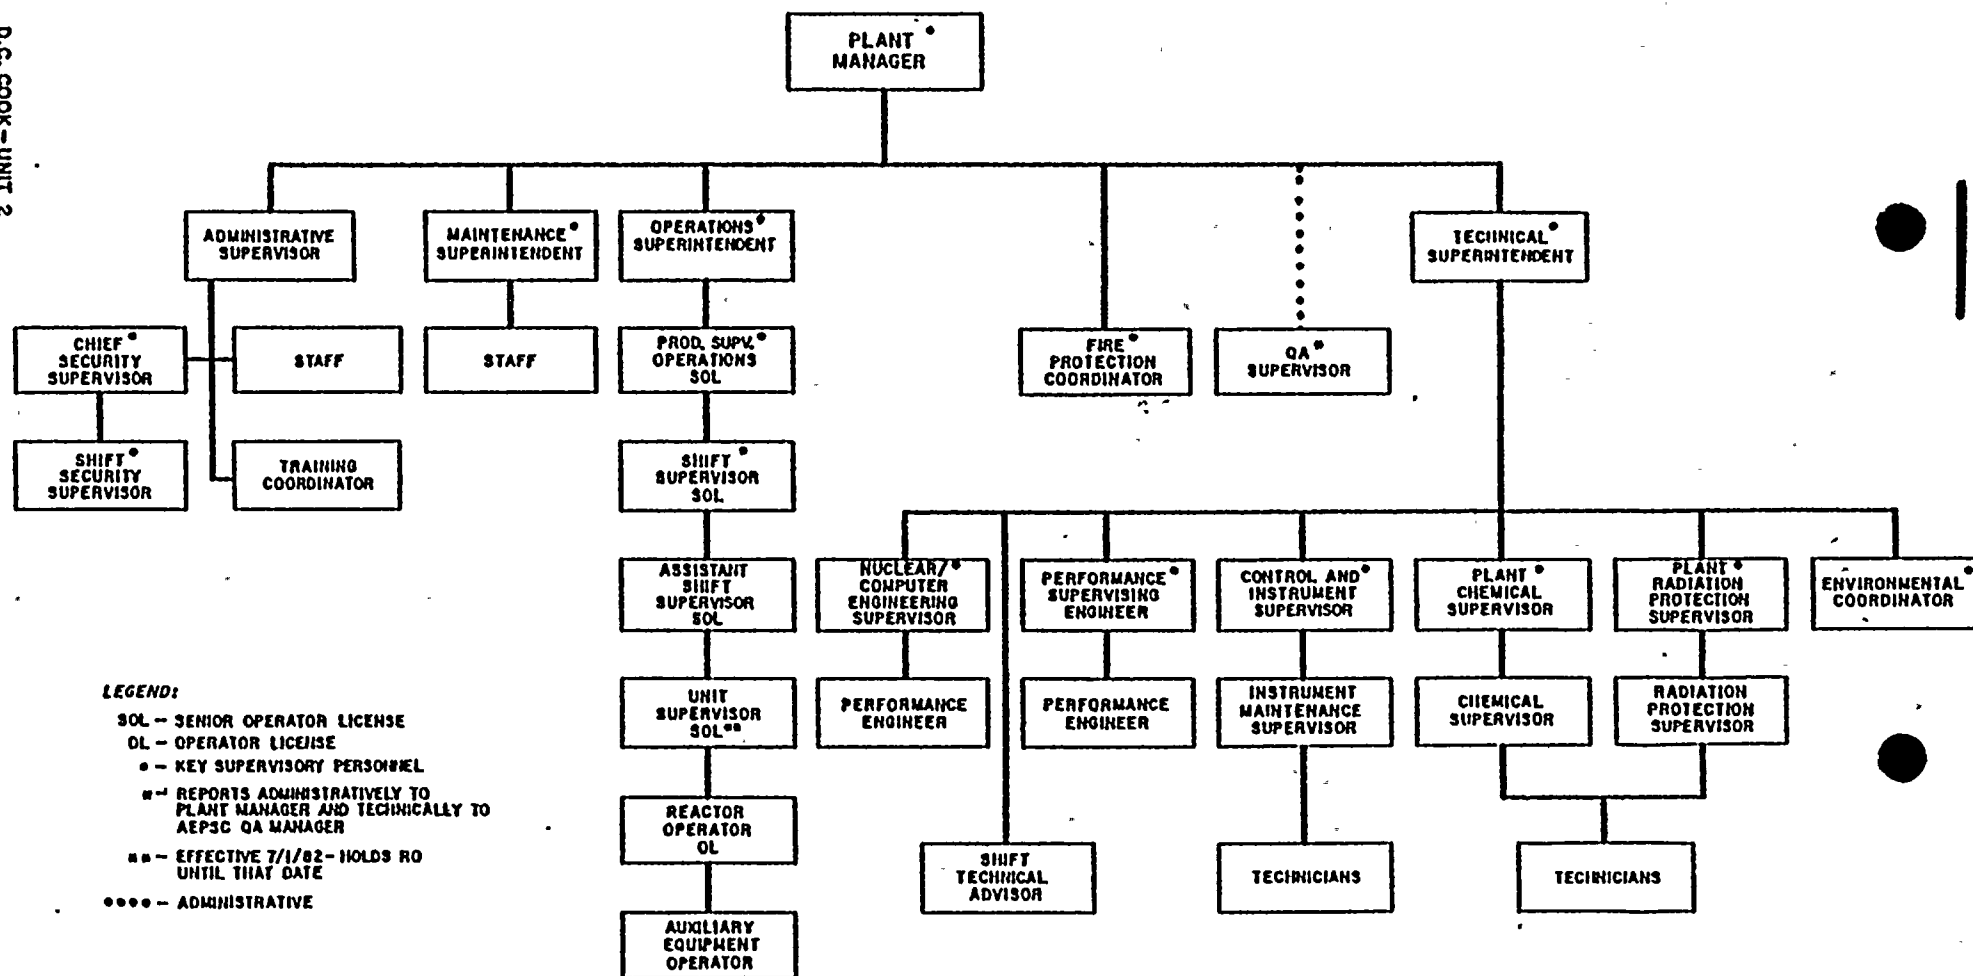 D.C. COOK - UNIT 2
PLANT •
MANAGER
ADMINISTRATIVE
SUPERVISOR
MAINTENANCE •
SUPERINTENDENT
OPERATIONS •
SUPERINTENDENT
TECHNICAL •
SUPERINTENDENT
CHIEF •
SECURITY
SUPERVISOR
STAFF
STAFF
PROD. SUPV. •
OPERATIONS
SOL
FIRE •
PROTECTION
COORDINATOR
QA *
SUPERVISOR
SHIFT •
SECURITY
SUPERVISOR
TRAINING
COORDINATOR
SHIFT •
SUPERVISOR
SOL
ASSISTANT
SHIFT
SUPERVISOR
SOL
NUCLEAR/ •
COMPUTER
ENGINEERING
SUPERVISOR
PERFORMANCE •
SUPERVISING
ENGINEER
CONTROL AND •
INSTRUMENT
SUPERVISOR
PLANT •
CHEMICAL
SUPERVISOR
PLANT •
RADIATION
PROTECTION
SUPERVISOR
ENVIRONMENTAL •
COORDINATOR
UNIT
SUPERVISOR
SOL**
PERFORMANCE
ENGINEER
PERFORMANCE
ENGINEER
INSTRUMENT
MAINTENANCE
SUPERVISOR
CHEMICAL
SUPERVISOR
RADIATION
PROTECTION
SUPERVISOR
REACTOR
OPERATOR
OL
SHIFT
TECHNICAL
ADVISOR
TECHNICIANS
TECHNICIANS
AUXILIARY
EQUIPMENT
OPERATOR
LEGEND:
SOL - SENIOR OPERATOR LICENSE
OL - OPERATOR LICENSE
• - KEY SUPERVISORY PERSONNEL
* - REPORTS ADMINISTRATIVELY TO
PLANT MANAGER AND TECHNICALLY TO
AEPSC QA MANAGER
** - EFFECTIVE 7/1/82 - HOLDS RO
UNTIL THAT DATE
•••• - ADMINISTRATIVE